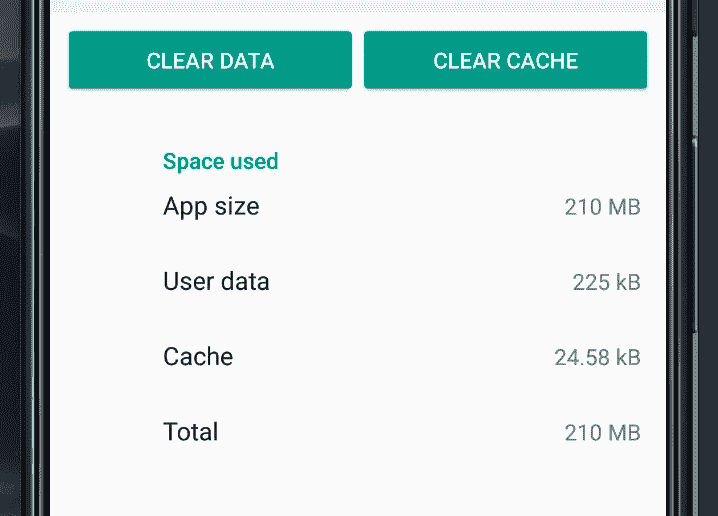 CLEAR DATA CLEAR CACHE
Space used
App size 210 MB
User data 225 kB
Cache 24.58 kB
Total 210 MB